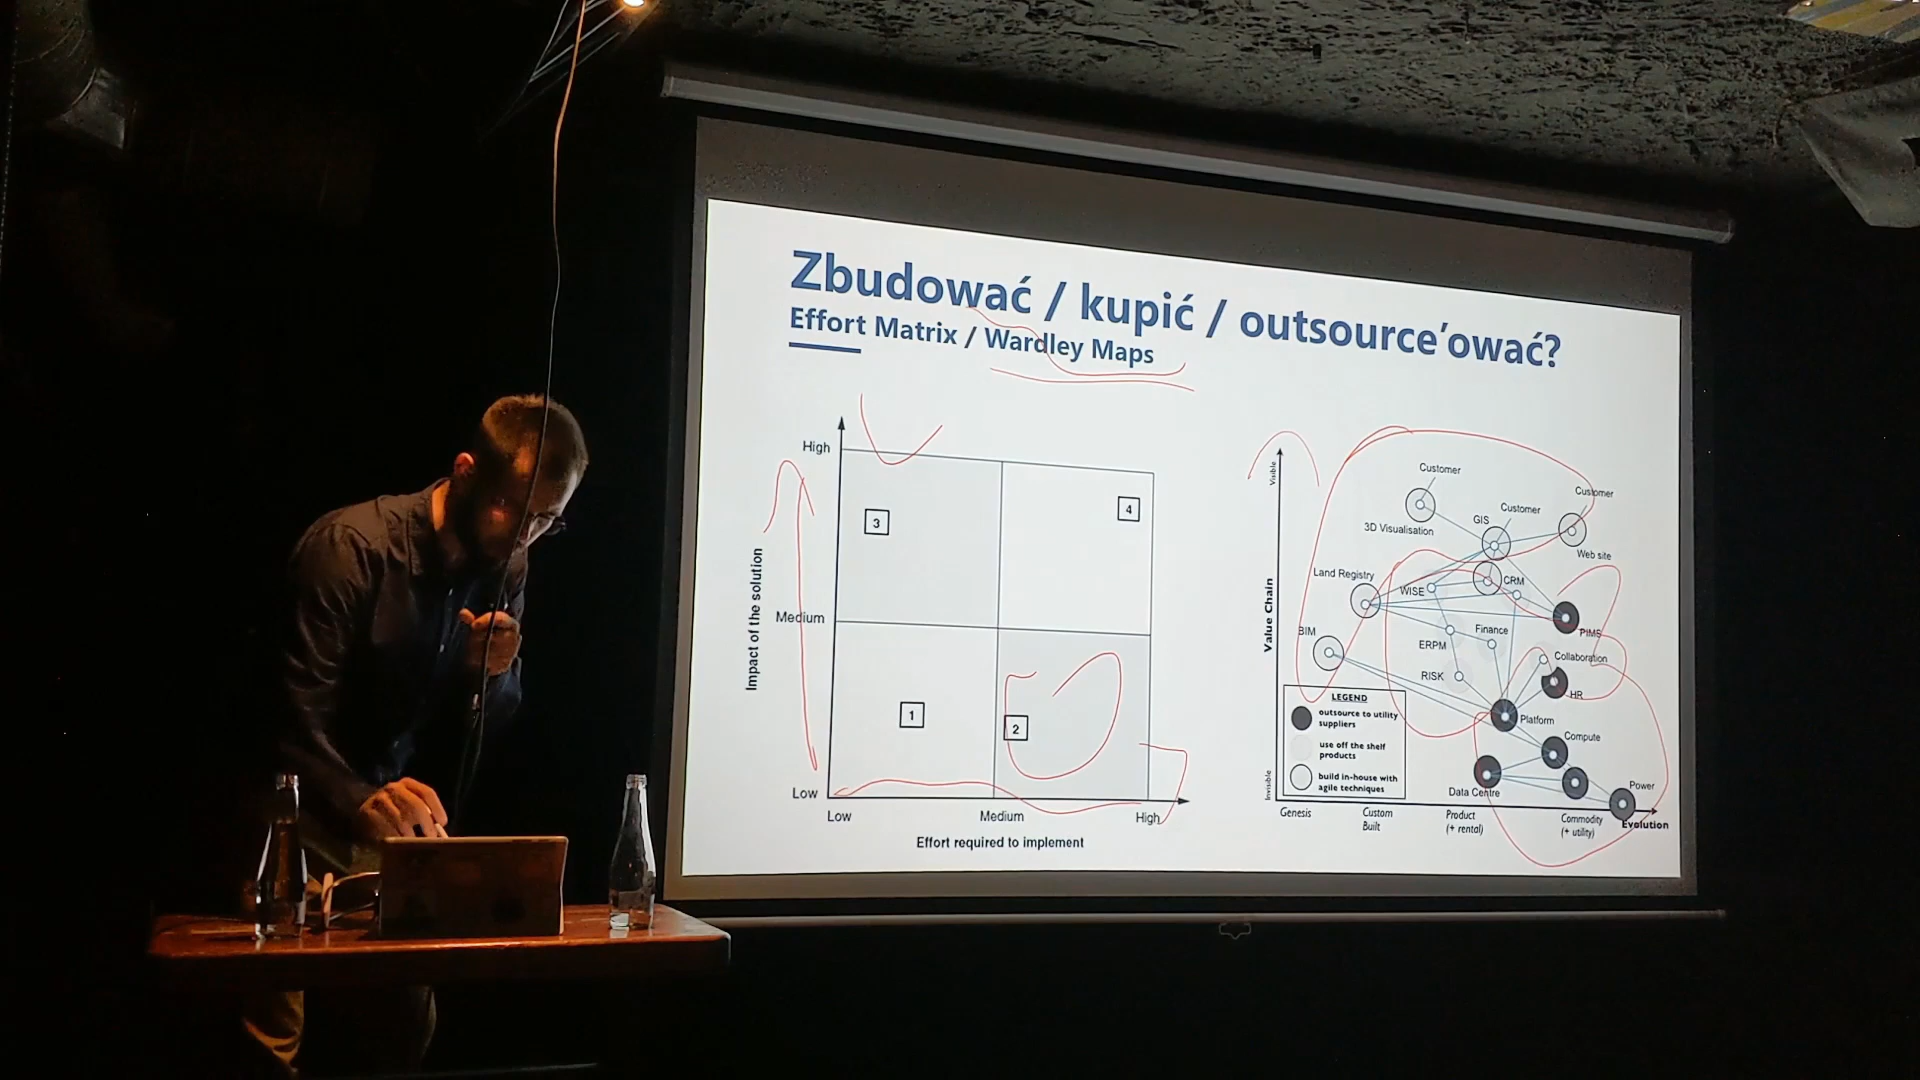 Zbudować / kupić / outsource'ować?
Effort Matrix / Wardley Maps
High
Medium
Low
Impact of the solution
3
4
1
2
Low
Medium
High
Effort required to implement
Visible
Value Chain
Invisible
Customer
3D Visualisation
Customer
GIS
Customer
Web site
Land Registry
WISE
CRM
PIMS
BIM
ERPM
Finance
RISK
Collaboration
HR
Platform
Compute
Data Centre
Power
LEGEND
outsource to utility
suppliers
use off the shelf
products
build in-house with
agile techniques
Genesis
Custom
Built
Product
(+ rental)
Commodity
(+ utility)
Evolution